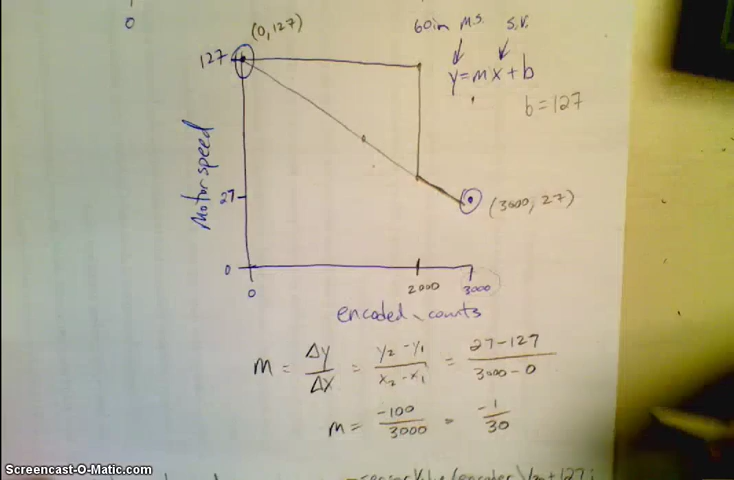 0
(0,127)
60in m.s. s.v.
127
y=mx+b
b=127
Motor speed
27
(3000, 27)
0
0
2000
3000
encoded counts
m = Δy/Δx = y₂-y₁/x₂-x₁ = 27-127/3000-0
m = -100/3000 = -1/30
Screencast-O-Matic.com